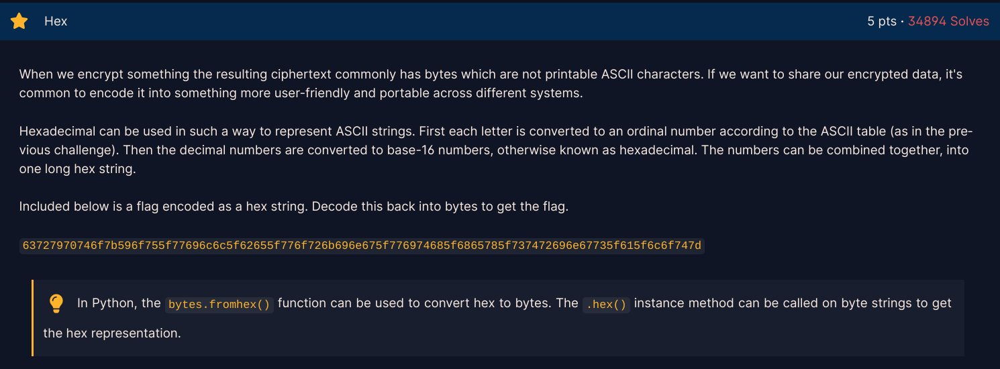 Hex
5 pts · 34894 Solves
When we encrypt something the resulting ciphertext commonly has bytes which are not printable ASCII characters. If we want to share our encrypted data, it's
common to encode it into something more user-friendly and portable across different systems.
Hexadecimal can be used in such a way to represent ASCII strings. First each letter is converted to an ordinal number according to the ASCII table (as in the pre-
vious challenge). Then the decimal numbers are converted to base-16 numbers, otherwise known as hexadecimal. The numbers can be combined together, into
one long hex string.
Included below is a flag encoded as a hex string. Decode this back into bytes to get the flag.
63727970746f7b596f755f77696c6c5f62655f776f726b696e675f776974685f6865785f737472696e67735f615f6c6f747d
In Python, the bytes.fromhex() function can be used to convert hex to bytes. The .hex() instance method can be called on byte strings to get
the hex representation.